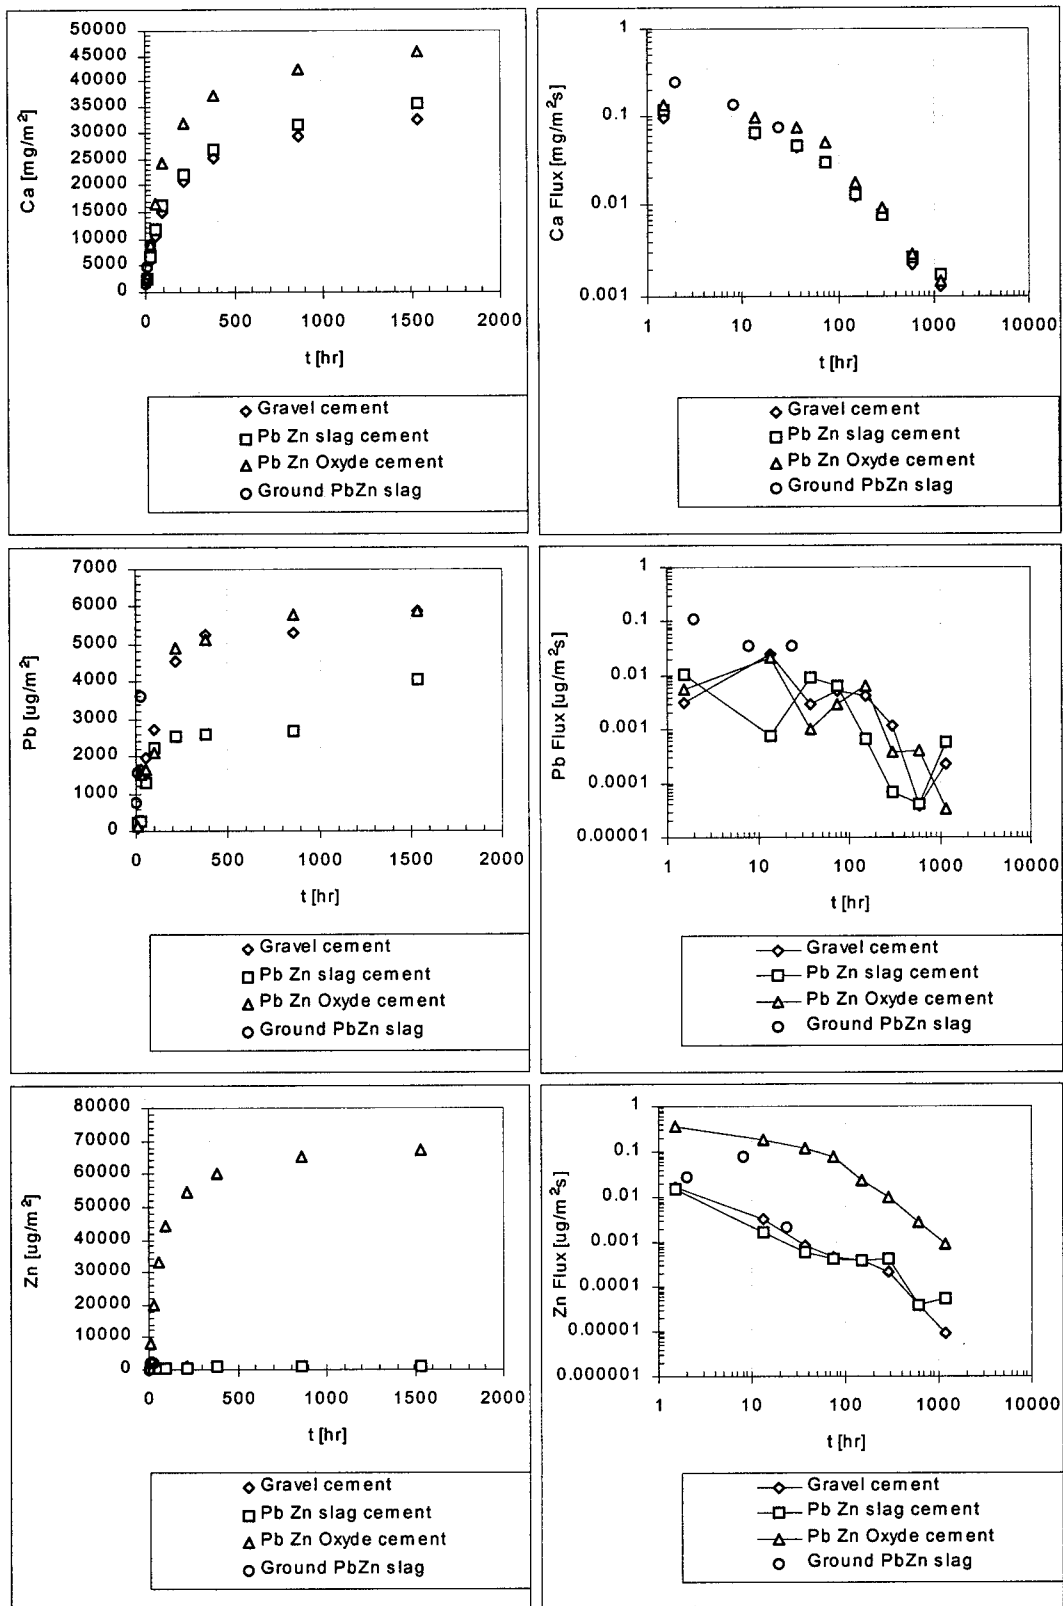 Ca [mg/m²]
50000
45000
40000
35000
30000
25000
20000
15000
10000
5000
0
0 500 1000 1500 2000
t [hr]
Gravel cement
Pb Zn slag cement
Pb Zn Oxyde cement
Ground PbZn slag
Ca Flux [mg/m²s]
1
0.1
0.01
0.001
1 10 100 1000 10000
t [hr]
Gravel cement
Pb Zn slag cement
Pb Zn Oxyde cement
Ground PbZn slag
Pb [ug/m²]
7000
6000
5000
4000
3000
2000
1000
0
0 500 1000 1500 2000
t [hr]
Gravel cement
Pb Zn slag cement
Pb Zn Oxyde cement
Ground PbZn slag
Pb Flux [ug/m²s]
1
0.1
0.01
0.001
0.0001
0.00001
1 10 100 1000 10000
t [hr]
Gravel cement
Pb Zn slag cement
Pb Zn Oxyde cement
Ground PbZn slag
Zn [ug/m²]
80000
70000
60000
50000
40000
30000
20000
10000
0
0 500 1000 1500 2000
t [hr]
Gravel cement
Pb Zn slag cement
Pb Zn Oxyde cement
Ground PbZn slag
Zn Flux [ug/m²s]
1
0.1
0.01
0.001
0.0001
0.00001
0.000001
1 10 100 1000 10000
t [hr]
Gravel cement
Pb Zn slag cement
Pb Zn Oxyde cement
Ground PbZn slag